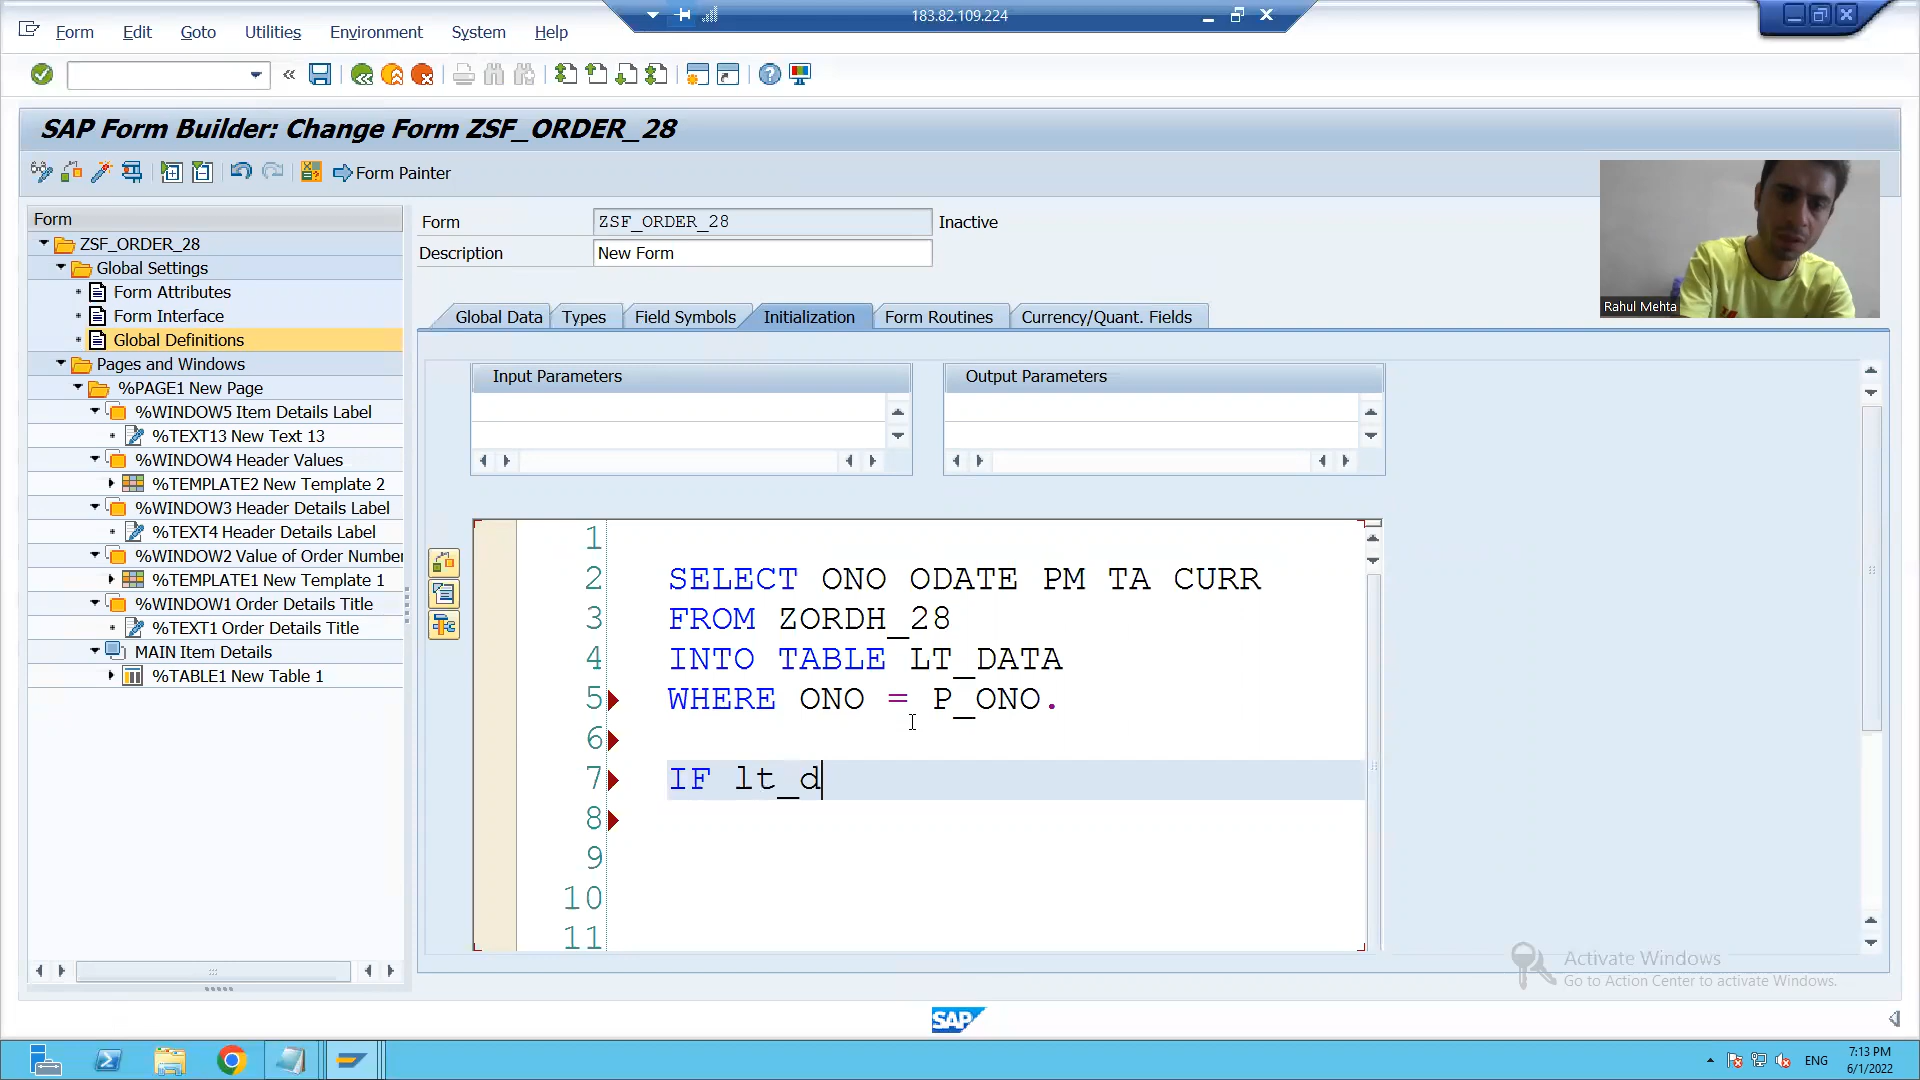 183.82.109.224
Form Edit Goto Utilities Environment System Help
SAP Form Builder: Change Form ZSF_ORDER_28
Form Painter
Form
ZSF_ORDER_28
Global Settings
Form Attributes
Form Interface
Global Definitions
Pages and Windows
%PAGE1 New Page
%WINDOW5 Item Details Label
%TEXT13 New Text 13
%WINDOW4 Header Values
%TEMPLATE2 New Template 2
%WINDOW3 Header Details Label
%TEXT4 Header Details Label
%WINDOW2 Value of Order Number
%TEMPLATE1 New Template 1
%WINDOW1 Order Details Title
%TEXT1 Order Details Title
MAIN Item Details
%TABLE1 New Table 1
Form ZSF_ORDER_28 Inactive
Description New Form
Rahul Mehta
Global Data Types Field Symbols Initialization Form Routines Currency/Quant. Fields
Input Parameters Output Parameters
1
2 SELECT ONO ODATE PM TA CURR
3 FROM ZORDH_28
4 INTO TABLE LT_DATA
5 WHERE ONO = P_ONO.
6
7 IF lt_d
8
9
10
11
Activate Windows
Go to Action Center to activate Windows.
SAP
ENG
7:13 PM
6/1/2022